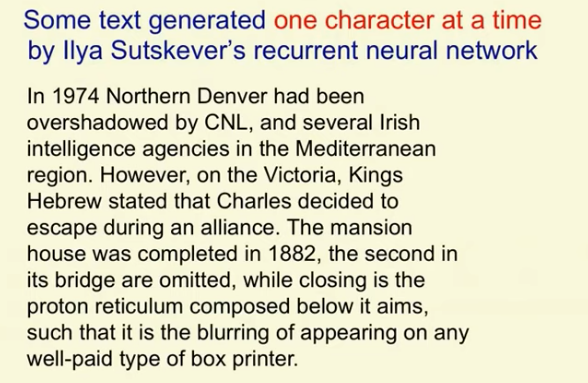 Some text generated one character at a time
by Ilya Sutskever’s recurrent neural network
In 1974 Northern Denver had been
overshadowed by CNL, and several Irish
intelligence agencies in the Mediterranean
region. However, on the Victoria, Kings
Hebrew stated that Charles decided to
escape during an alliance. The mansion
house was completed in 1882, the second in
its bridge are omitted, while closing is the
proton reticulum composed below it aims,
such that it is the blurring of appearing on any
well-paid type of box printer.